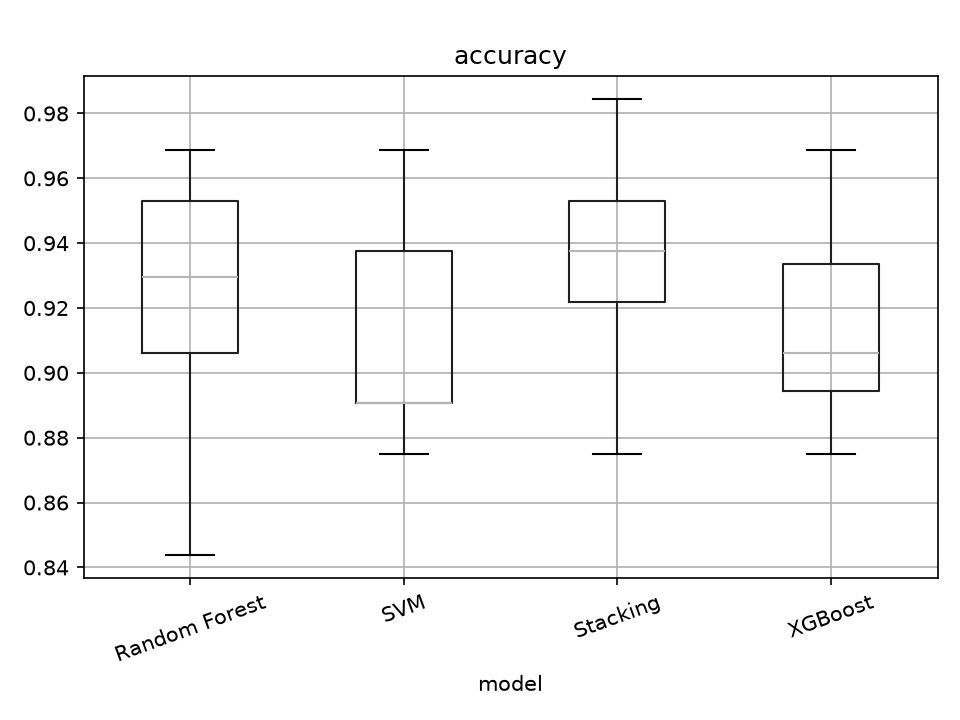 accuracy
0.98
0.96
0.94
0.92
0.90
0.88
0.86
0.84
Random Forest
SVM
Stacking
XGBoost
model